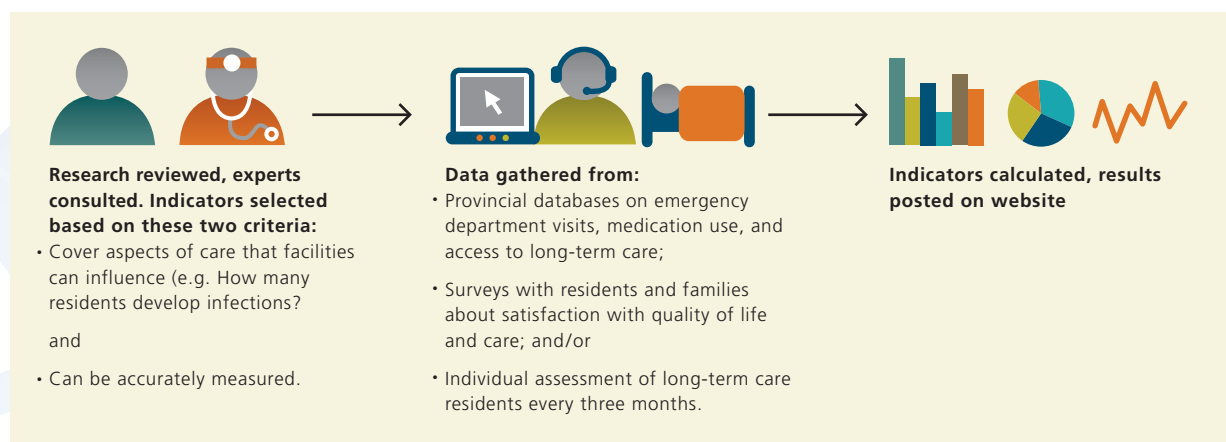 Research reviewed, experts
consulted. Indicators selected
based on these two criteria:
• Cover aspects of care that facilities
can influence (e.g. How many
residents develop infections?
and
• Can be accurately measured.
Data gathered from:
• Provincial databases on emergency
department visits, medication use, and
access to long-term care;
• Surveys with residents and families
about satisfaction with quality of life
and care; and/or
• Individual assessment of long-term care
residents every three months.
Indicators calculated, results
posted on website